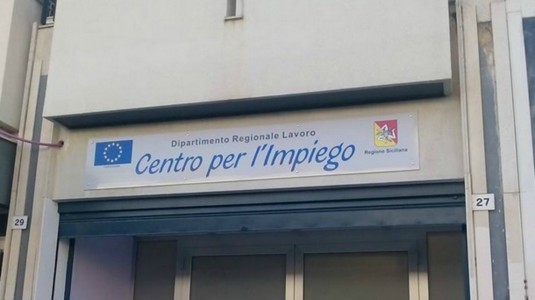 Dipartimento Regionale Lavoro
Centro per l'Impiego
Regione Siciliana
29
27